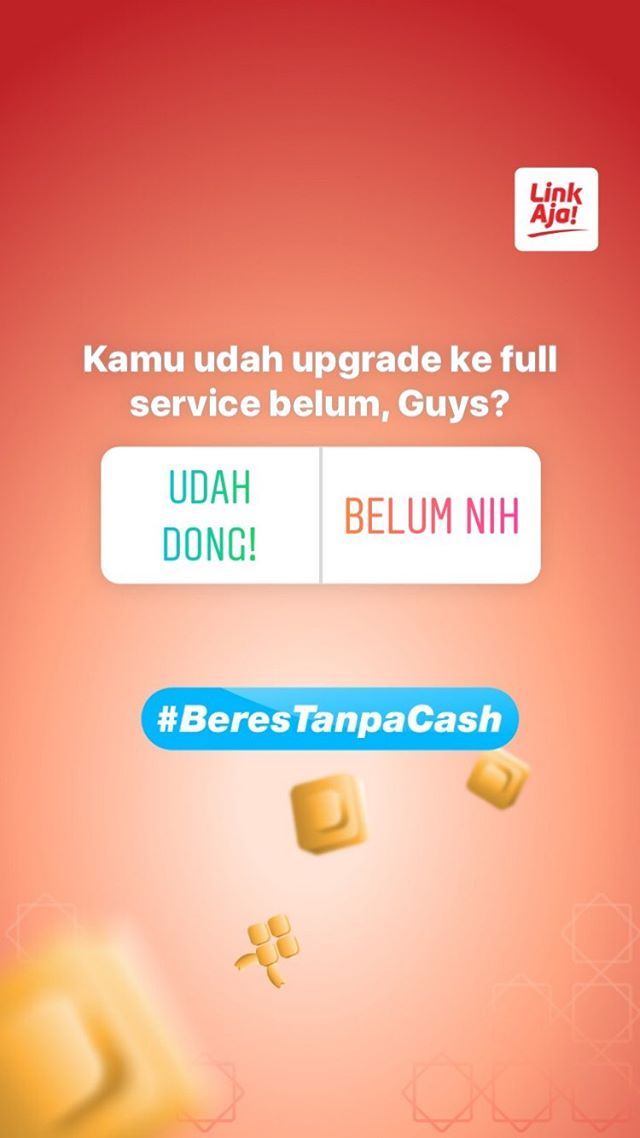 Link
Aja!
Kamu udah upgrade ke full
service belum, Guys?
UDAH
DONG!
BELUM NIH
#BeresTanpaCash